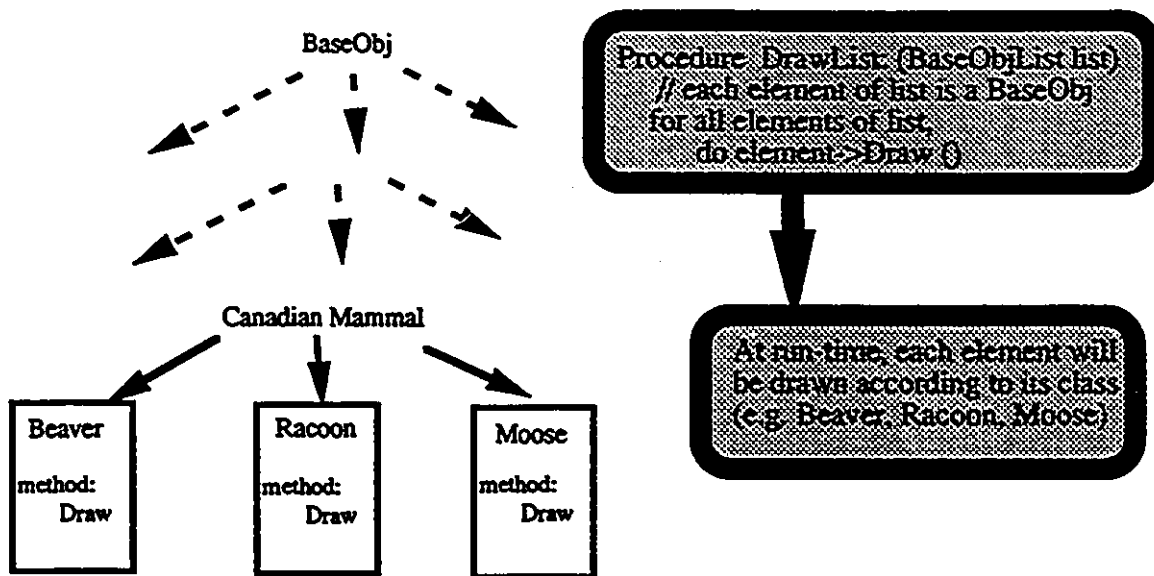 BaseObj
Procedure DrawList (BaseObjList list)
// each element of list is a BaseObj
for all elements of list,
do element->Draw ()
Canadian Mammal
At run-time, each element will
be drawn according to its class
(e.g. Beaver, Racoon, Moose)
Beaver
method:
Draw
Racoon
method:
Draw
Moose
method:
Draw